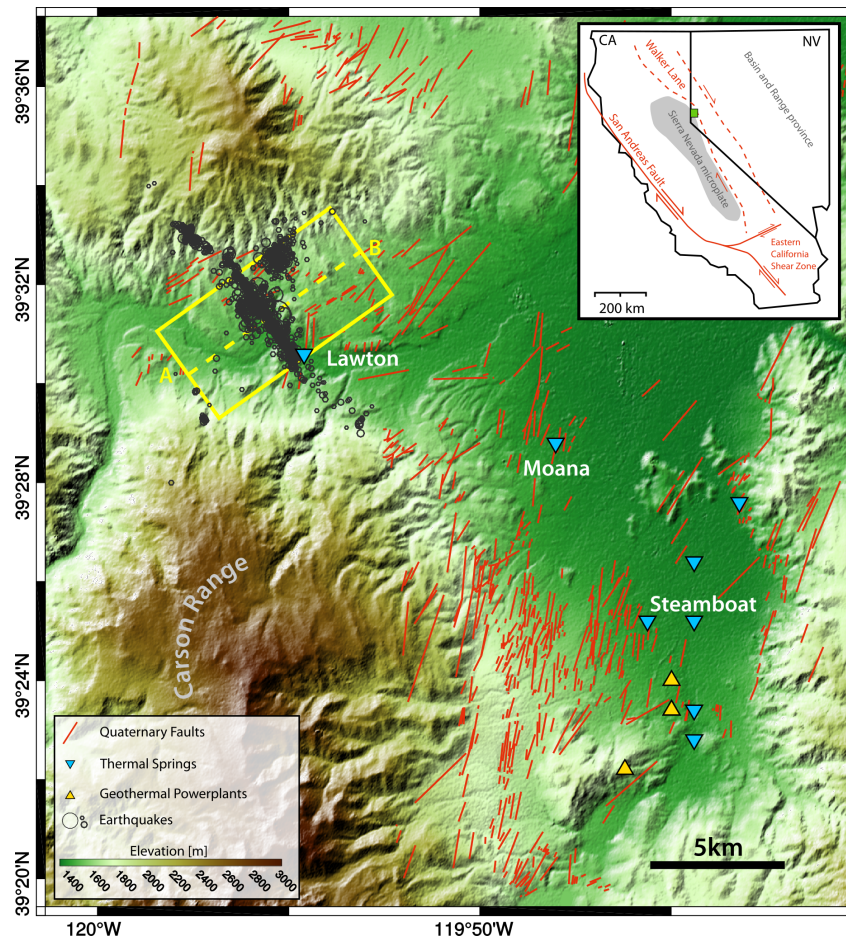 39°36'N
39°32'N
39°28'N
39°24'N
39°20'N
120°W
119°50'W
CA
NV
Walker Lane
Basin and Range province
San Andreas Fault
Sierra Nevada microplate
Eastern
California
Shear Zone
200 km
A
B
Lawton
Moana
Steamboat
Carson Range
Quaternary Faults
Thermal Springs
Geothermal Powerplants
Earthquakes
Elevation [m]
1400 1600 1800 2000 2200 2400 2600 2800 3000
5km